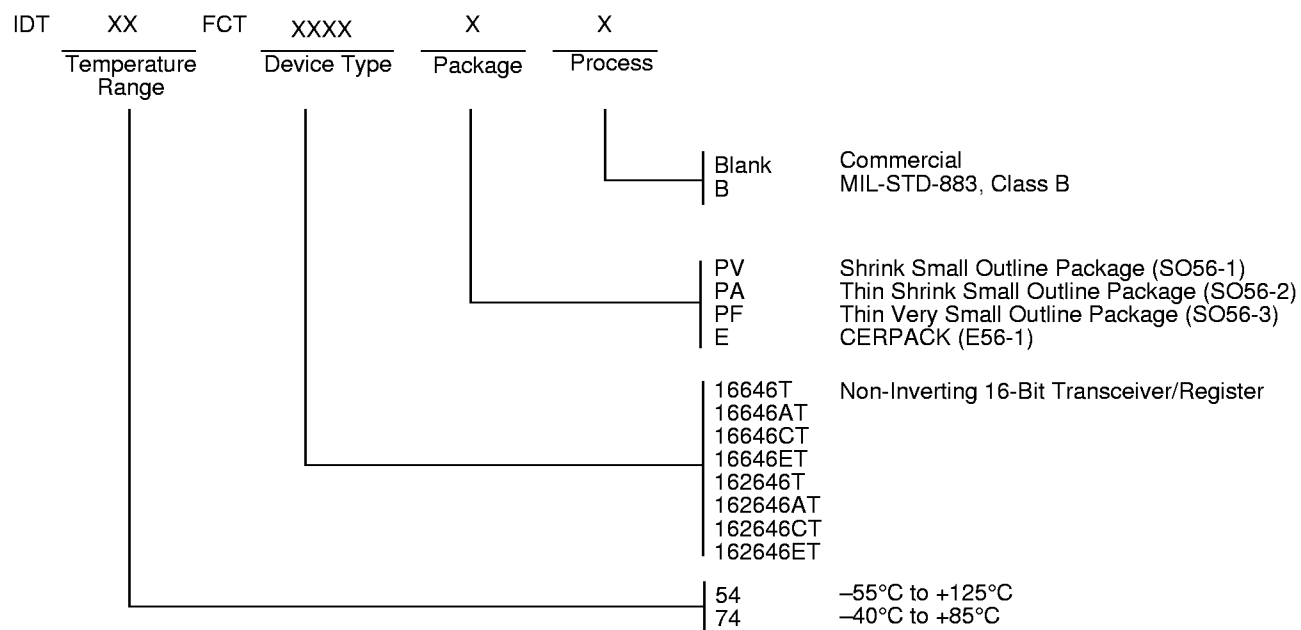 IDT XX FCT XXXX X X
Temperature Range Device Type Package Process
Blank Commercial
B MIL-STD-883, Class B
PV Shrink Small Outline Package (SO56-1)
PA Thin Shrink Small Outline Package (SO56-2)
PF Thin Very Small Outline Package (SO56-3)
E CERPACK (E56-1)
16646T Non-Inverting 16-Bit Transceiver/Register
16646AT
16646CT
16646ET
162646T
162646AT
162646CT
162646ET
54 –55°C to +125°C
74 –40°C to +85°C